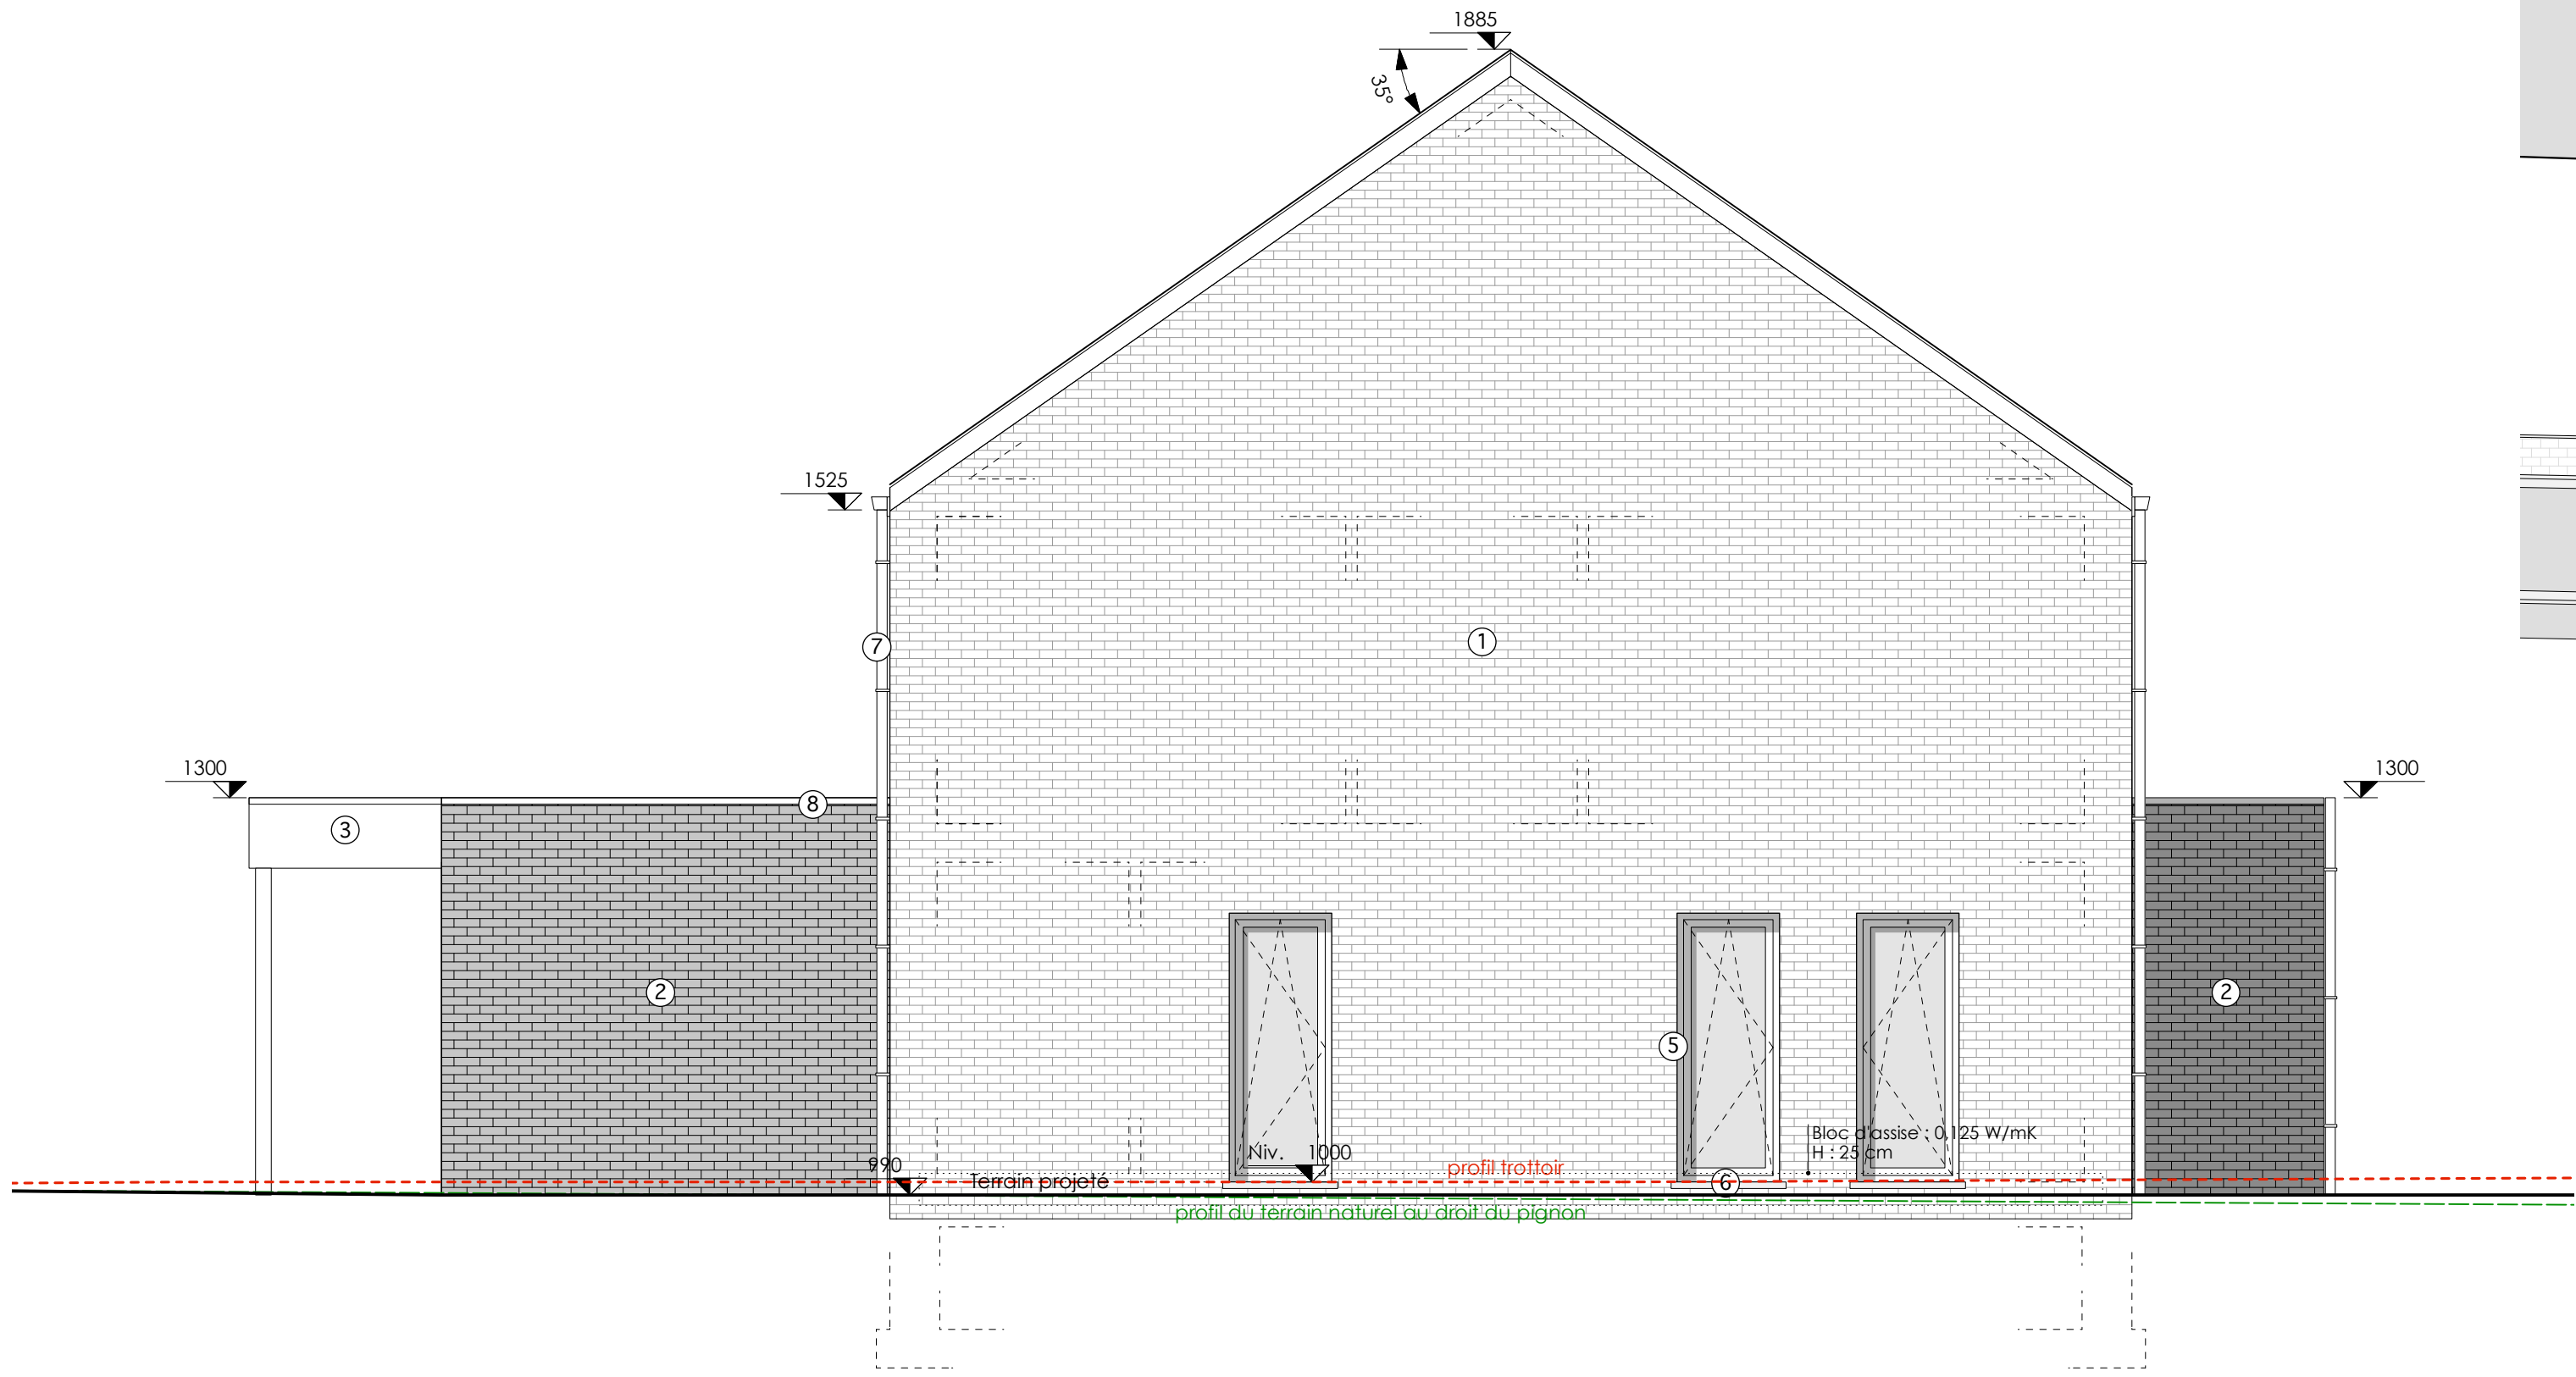 1885
35°
1525
7
1
1300
1300
8
3
2
2
5
Bloc d'assise : 0,125 W/mK
H : 25 cm
Niv. 1000
990
profil trottoir
Terrain projeté
6
profil du terrain naturel au droit du pignon